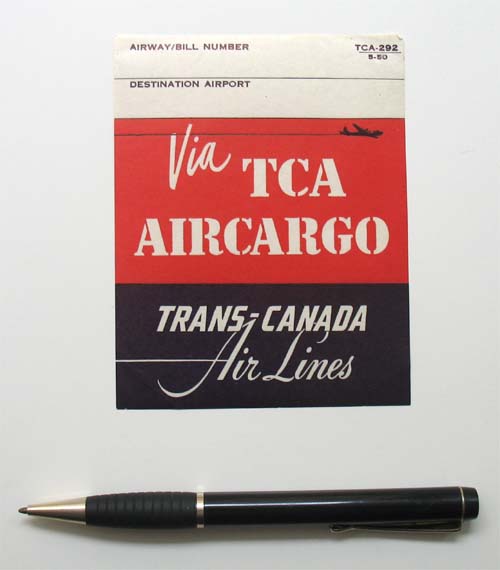 AIRWAY/BILL NUMBER TCA-292
5-50
DESTINATION AIRPORT
Via TCA
AIRCARGO
TRANS-CANADA
Air Lines